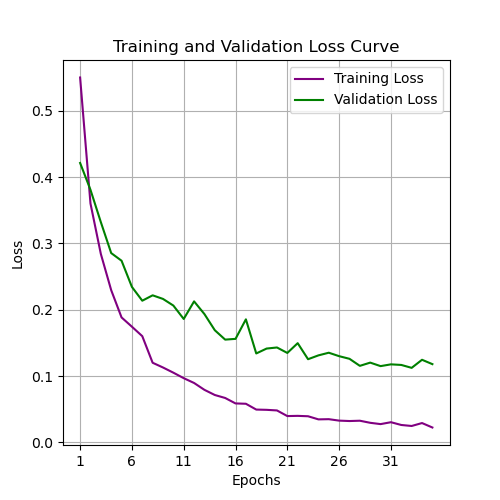 Training and Validation Loss Curve
Training Loss
Validation Loss
0.5
0.4
0.3
0.2
0.1
0.0
Loss
1 6 11 16 21 26 31
Epochs